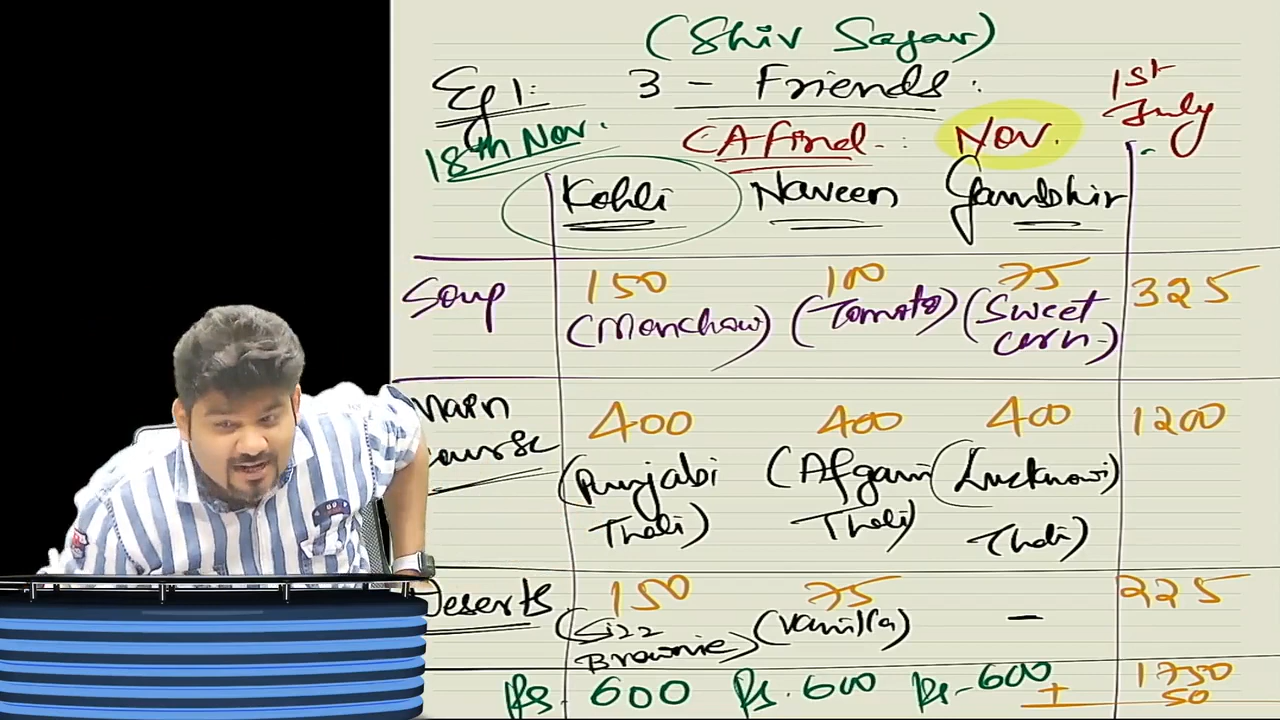 (Shiv Sagar)
Eg 1: 3 - Friends :
1st July
18th Nov. CA Final. : Nov.
Kohli Naveen Gambhir
Soup 150 100 75 325
(Manchow) (Tomato) (Sweet corn)
Main course 400 400 400 1200
(Punjabi Thali) (Afgani Thali) (Lucknowi Thali)
Deserts 150 75 - 225
(Sizz Brownie) (Vanilla)
Rs. 600 Rs. 600 Rs. 600 1750
+ 50